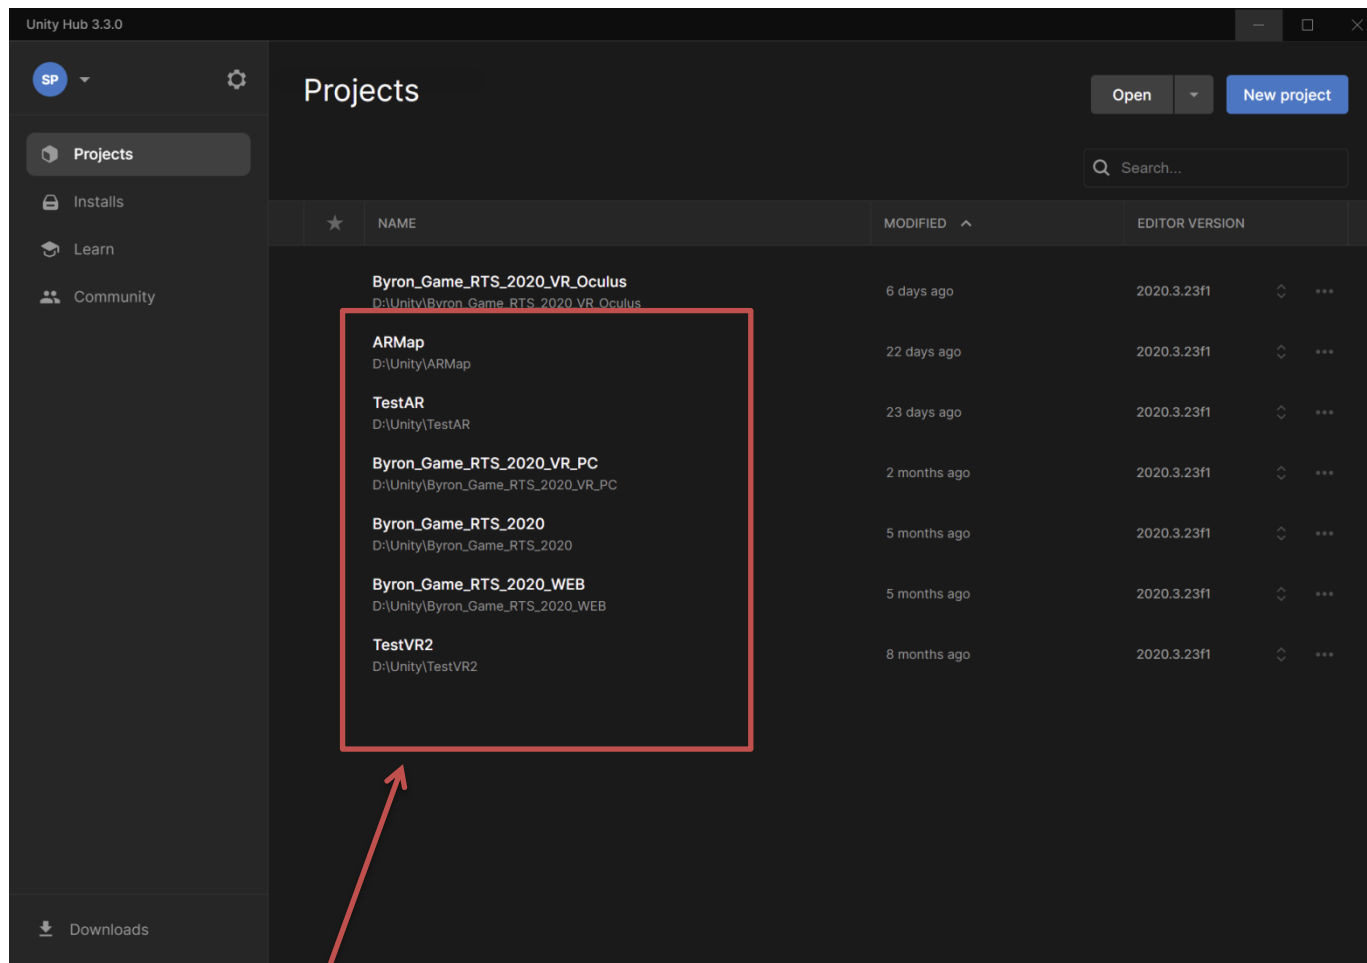 Unity Hub 3.3.0
SP
Projects
Open
New project
Projects
Search...
Installs
NAME
MODIFIED
EDITOR VERSION
Learn
Community
Byron_Game_RTS_2020_VR_Oculus
D:\Unity\Byron_Game_RTS_2020_VR_Oculus
6 days ago
2020.3.23f1
ARMap
D:\Unity\ARMap
22 days ago
2020.3.23f1
TestAR
D:\Unity\TestAR
23 days ago
2020.3.23f1
Byron_Game_RTS_2020_VR_PC
D:\Unity\Byron_Game_RTS_2020_VR_PC
2 months ago
2020.3.23f1
Byron_Game_RTS_2020
D:\Unity\Byron_Game_RTS_2020
5 months ago
2020.3.23f1
Byron_Game_RTS_2020_WEB
D:\Unity\Byron_Game_RTS_2020_WEB
5 months ago
2020.3.23f1
TestVR2
D:\Unity\TestVR2
8 months ago
2020.3.23f1
Downloads